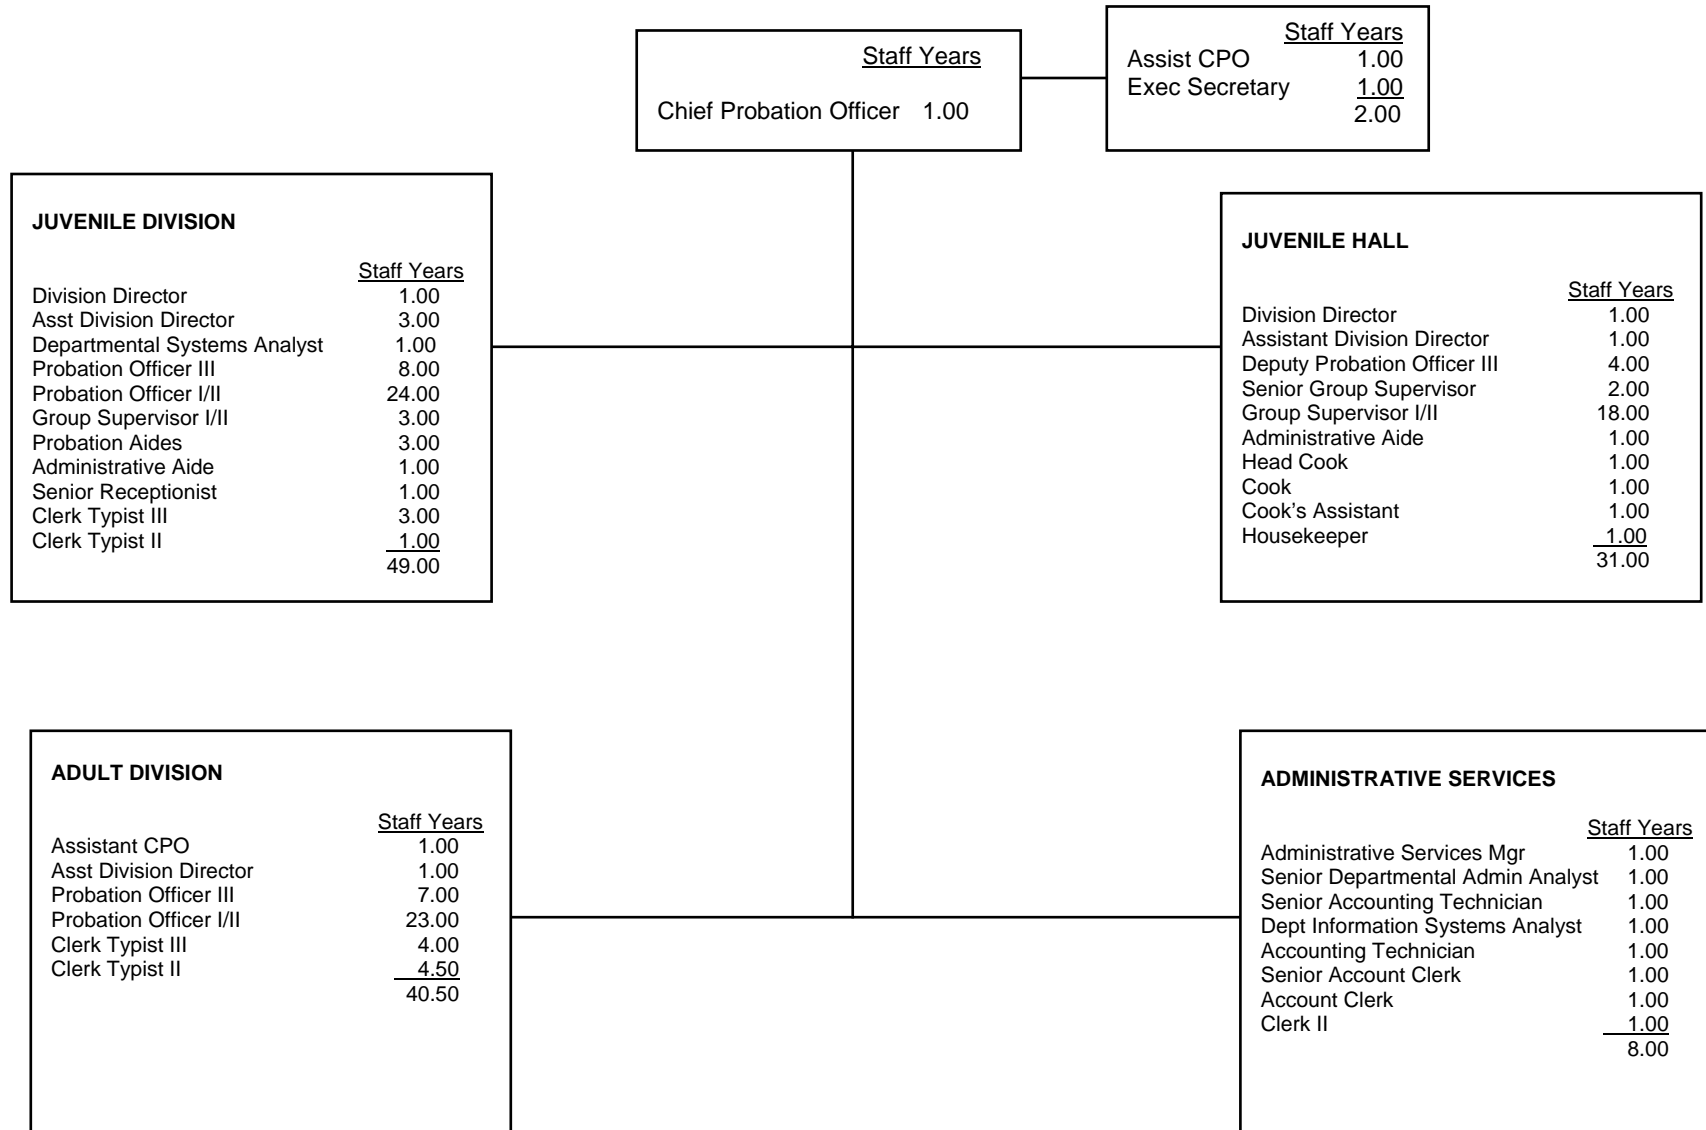 Staff Years
Chief Probation Officer 1.00
Staff Years
Assist CPO 1.00
Exec Secretary 1.00
2.00
JUVENILE DIVISION
Staff Years
Division Director 1.00
Asst Division Director 3.00
Departmental Systems Analyst 1.00
Probation Officer III 8.00
Probation Officer I/II 24.00
Group Supervisor I/II 3.00
Probation Aides 3.00
Administrative Aide 1.00
Senior Receptionist 1.00
Clerk Typist III 3.00
Clerk Typist II 1.00
49.00
JUVENILE HALL
Staff Years
Division Director 1.00
Assistant Division Director 1.00
Deputy Probation Officer III 4.00
Senior Group Supervisor 2.00
Group Supervisor I/II 18.00
Administrative Aide 1.00
Head Cook 1.00
Cook 1.00
Cook’s Assistant 1.00
Housekeeper 1.00
31.00
ADULT DIVISION
Staff Years
Assistant CPO 1.00
Asst Division Director 1.00
Probation Officer III 7.00
Probation Officer I/II 23.00
Clerk Typist III 4.00
Clerk Typist II 4.50
40.50
ADMINISTRATIVE SERVICES
Staff Years
Administrative Services Mgr 1.00
Senior Departmental Admin Analyst 1.00
Senior Accounting Technician 1.00
Dept Information Systems Analyst 1.00
Accounting Technician 1.00
Senior Account Clerk 1.00
Account Clerk 1.00
Clerk II 1.00
8.00